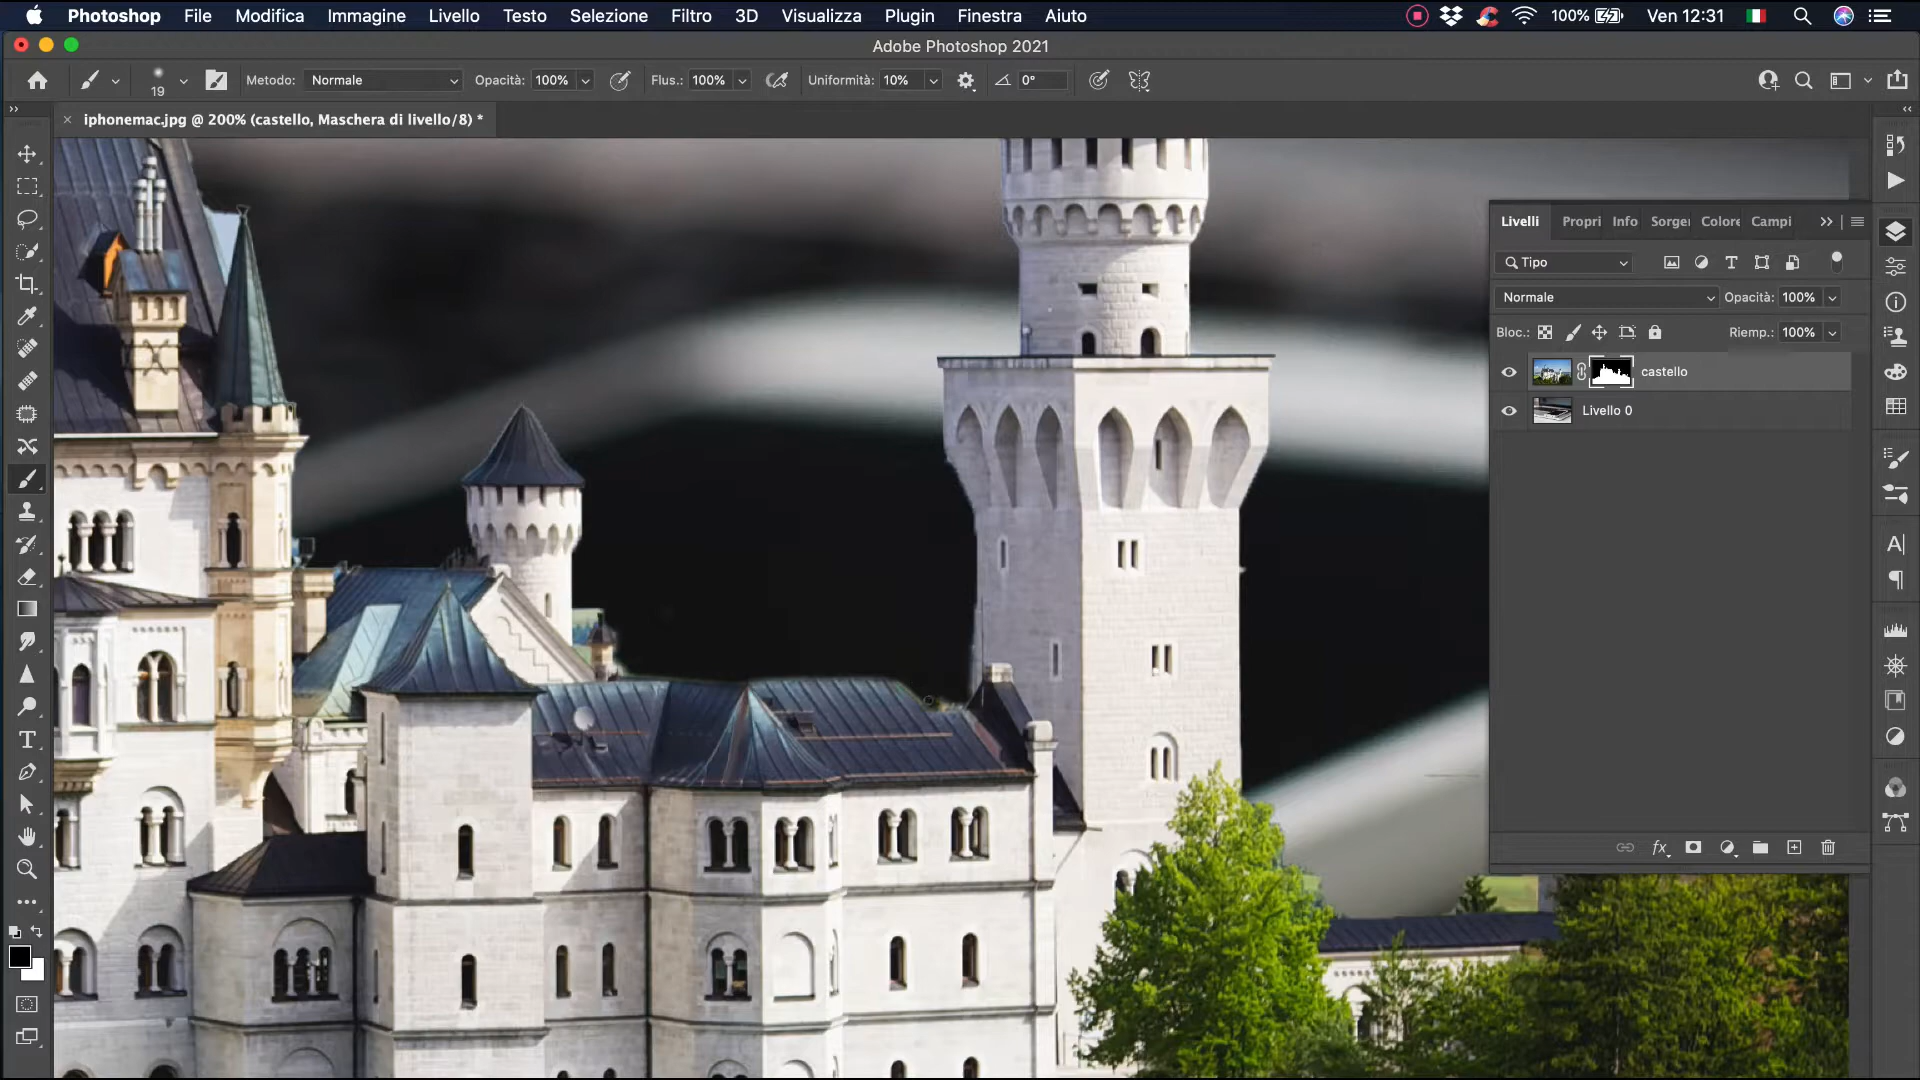 Photoshop File Modifica Immagine Livello Testo Selezione Filtro 3D Visualizza Plugin Finestra Aiuto 100% Ven 12:31
Adobe Photoshop 2021
19 Metodo: Normale Opacità: 100% Flus.: 100% Uniformità: 10% 0°
iphonemac.jpg @ 200% (castello, Maschera di livello/8) *
Livelli Propri Info Sorger Colore Campi
Tipo
Normale Opacità: 100%
Bloc.: Riemp.: 100%
castello
Livello 0
fx